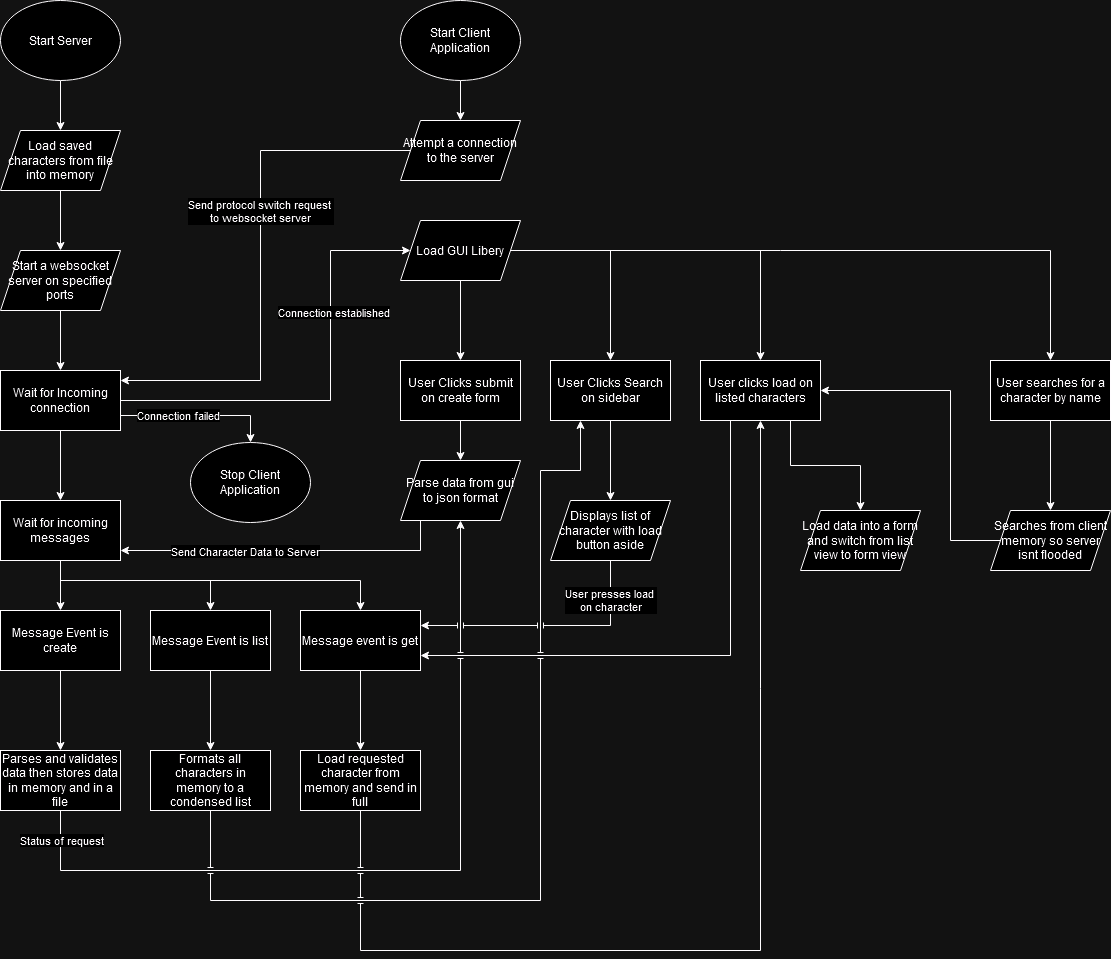 Start Server
Start Client
Application
Load saved
characters from file
into memory
Attempt a connection
to the server
Send protocol switch request
to websocket server
Start a websocket
server on specified
ports
Load GUI Libery
Connection established
Wait for Incoming
connection
Connection failed
User Clicks submit
on create form
User Clicks Search
on sidebar
User clicks load on
listed characters
User searches for a
character by name
Stop Client
Application
Parse data from gui
to json format
Wait for incoming
messages
Send Character Data to Server
Displays list of
character with load
button aside
Load data into a form
and switch from list
view to form view
Searches from client
memory so server
isnt flooded
User presses load
on character
Message Event is
create
Message Event is list
Message event is get
Parses and validates
data then stores data
in memory and in a
file
Formats all
characters in
memory to a
condensed list
Load requested
character from
memory and send in
full
Status of request